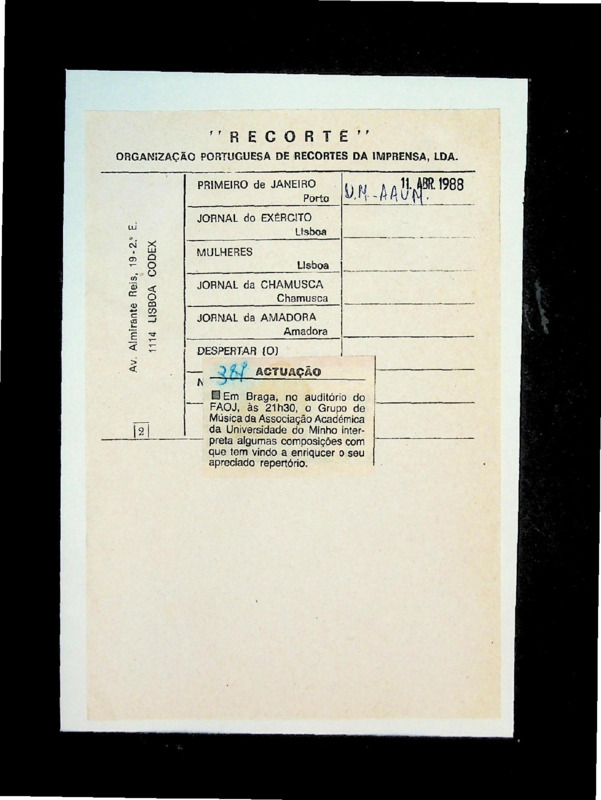 "RECORTE"
ORGANIZAÇÃO PORTUGUESA DE RECORTES DA IMPRENSA, LDA.
Av. Almirante Reis, 19-2.º E.
1114 LISBOA CODEX
2
PRIMEIRO de JANEIRO
Porto
11. ABR. 1988
U.M-AAUM.
JORNAL do EXÉRCITO
Lisboa
MULHERES
Lisboa
JORNAL da CHAMUSCA
Chamusca
JORNAL da AMADORA
Amadora
DESPERTAR (O)
N
ACTUAÇÃO
Em Braga, no auditório do
FAOJ, às 21h30, o Grupo de
Música da Associação Académica
da Universidade do Minho inter-
preta algumas composições com
que tem vindo a enriquecer o seu
apreciado repertório.